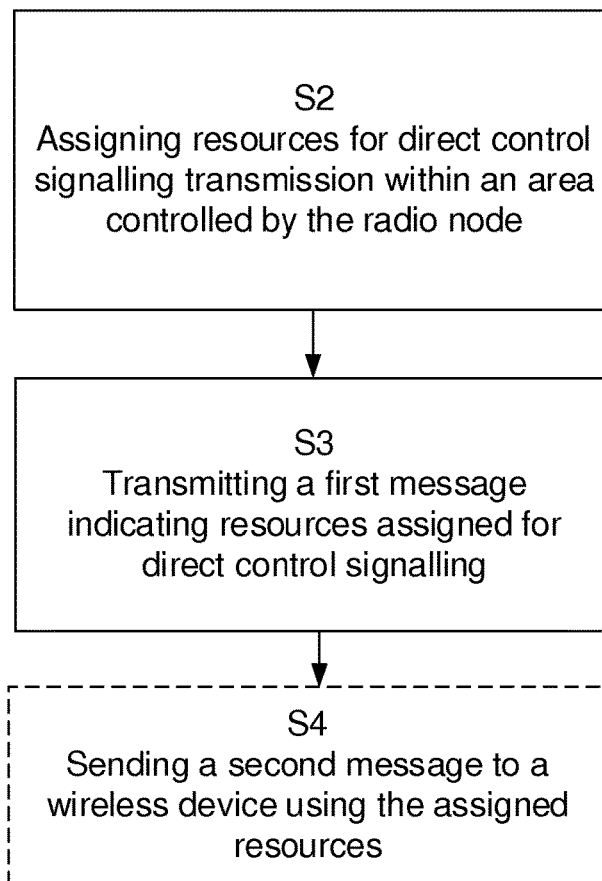 S2
Assigning resources for direct control
signalling transmission within an area
controlled by the radio node
S3
Transmitting a first message
indicating resources assigned for
direct control signalling
S4
Sending a second message to a
wireless device using the assigned
resources